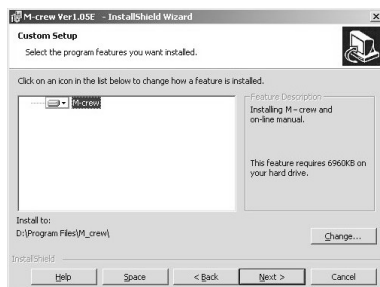 M-crew Ver1.05E - InstallShield Wizard
Custom Setup
Select the program features you want installed.
Click on an icon in the list below to change how a feature is installed.
M-crew
Feature Description
Installing M-crew and
on-line manual.
This feature requires 6960KB on
your hard drive.
Install to:
D:\Program Files\M_crew\
Change...
InstallShield
Help
Space
< Back
Next >
Cancel